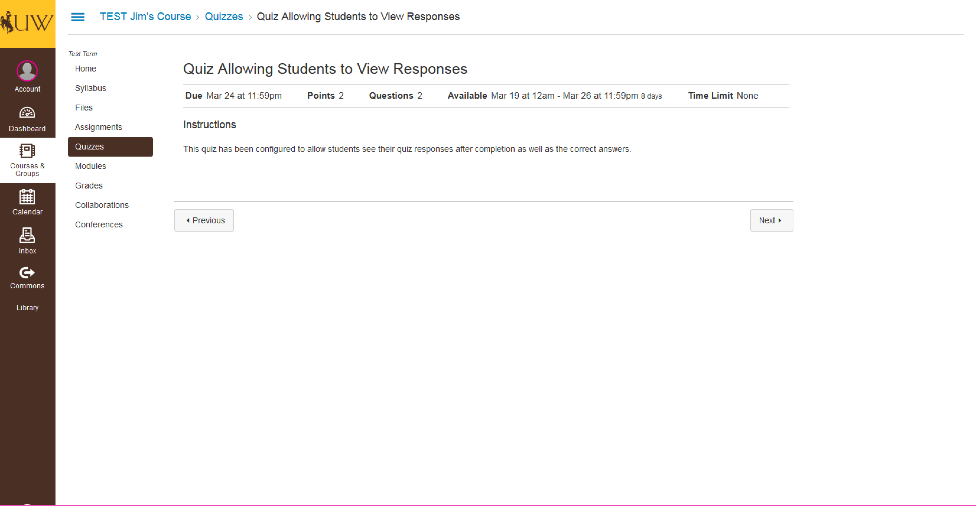 UW
TEST Jim's Course › Quizzes › Quiz Allowing Students to View Responses
Account
Dashboard
Courses &
Groups
Calendar
Inbox
Commons
Library
Test Term
Home
Syllabus
Files
Assignments
Quizzes
Modules
Grades
Collaborations
Conferences
Quiz Allowing Students to View Responses
Due Mar 24 at 11:59pm Points 2 Questions 2 Available Mar 19 at 12am - Mar 26 at 11:59pm 8 days Time Limit None
Instructions
This quiz has been configured to allow students see their quiz responses after completion as well as the correct answers.
Previous
Next